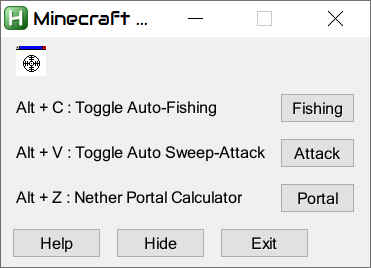 Minecraft ...
Alt + C : Toggle Auto-Fishing
Fishing
Alt + V : Toggle Auto Sweep-Attack
Attack
Alt + Z : Nether Portal Calculator
Portal
Help
Hide
Exit